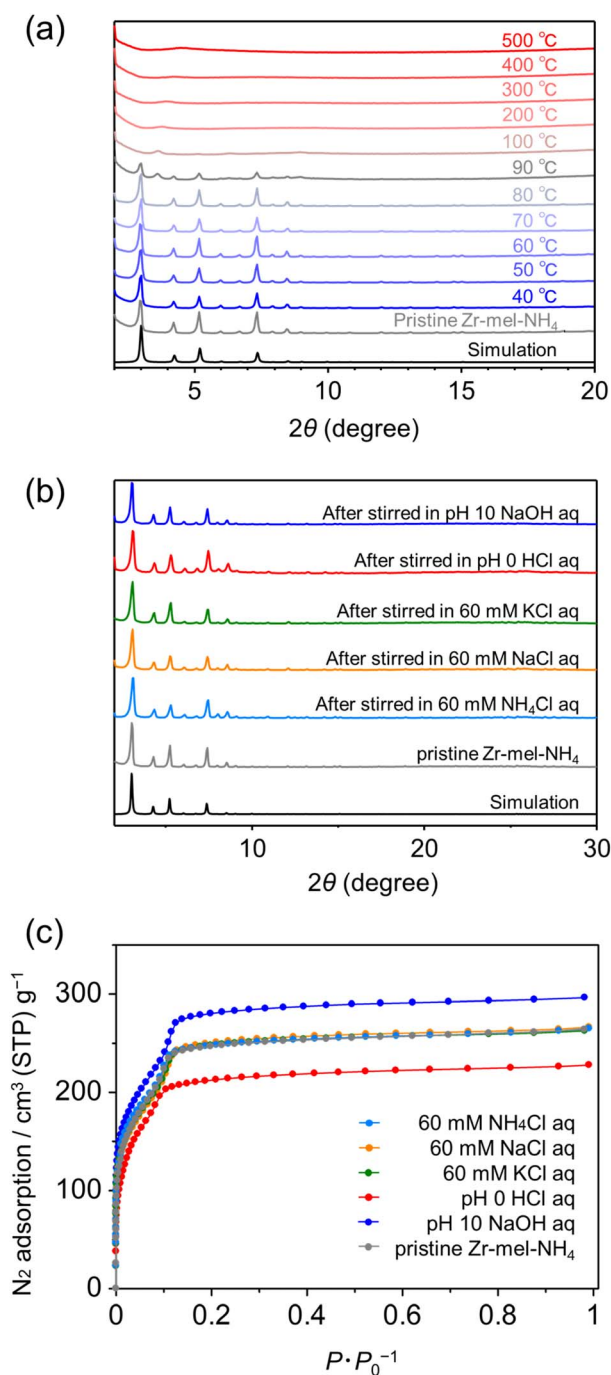 (a)
500 ℃
400 ℃
300 ℃
200 ℃
100 ℃
90 ℃
80 ℃
70 ℃
60 ℃
50 ℃
40 ℃
Pristine Zr-mel-NH₄
Simulation
5 10 15 20
2θ (degree)
(b)
After stirred in pH 10 NaOH aq
After stirred in pH 0 HCl aq
After stirred in 60 mM KCl aq
After stirred in 60 mM NaCl aq
After stirred in 60 mM NH₄Cl aq
pristine Zr-mel-NH₄
Simulation
10 20 30
2θ (degree)
(c)
N₂ adsorption / cm³ (STP) g⁻¹
300
200
100
0
60 mM NH₄Cl aq
60 mM NaCl aq
60 mM KCl aq
pH 0 HCl aq
pH 10 NaOH aq
pristine Zr-mel-NH₄
0 0.2 0.4 0.6 0.8 1
P·P₀⁻¹